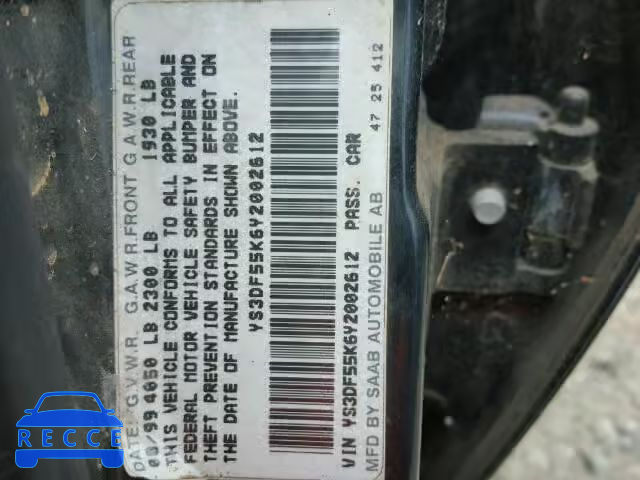 DATE: G.V.W.R. G.A.W.R.FRONT G.A.W.R.REAR
08/99 4050 LB 2300 LB 1930 LB
THIS VEHICLE CONFORMS TO ALL APPLICABLE
FEDERAL MOTOR VEHICLE SAFETY BUMPER AND
THEFT PREVENTION STANDARDS IN EFFECT ON
THE DATE OF MANUFACTURE SHOWN ABOVE.
YS3DF55K6Y2002612
VIN YS3DF55K6Y2002612 PASS. CAR
MFD BY SAAB AUTOMOBILE AB 47 25 412
RECCE